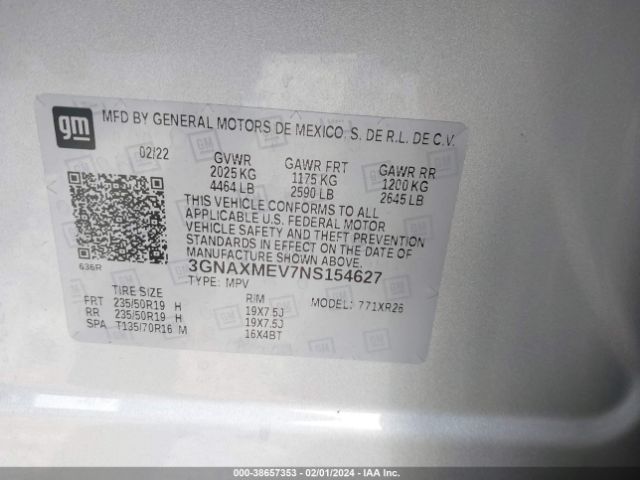 gm
MFD BY GENERAL MOTORS DE MEXICO, S. DE R.L. DE C.V.
02/22 GVWR GAWR FRT GAWR RR
2025 KG 1175 KG 1200 KG
4464 LB 2590 LB 2645 LB
THIS VEHICLE CONFORMS TO ALL
APPLICABLE U.S. FEDERAL MOTOR
VEHICLE SAFETY AND THEFT PREVENTION
STANDARDS IN EFFECT ON THE DATE OF
MANUFACTURE SHOWN ABOVE.
636R
3GNAXMEV7NS154627
TYPE: MPV
TIRE SIZE RIM MODEL: 771XR26
FRT 235/50R19 H 19X7.5J
RR 235/50R19 H 19X7.5J
SPA T135/70R16 M 16X4BT
000-38657353 - 02/01/2024 - IAA Inc.